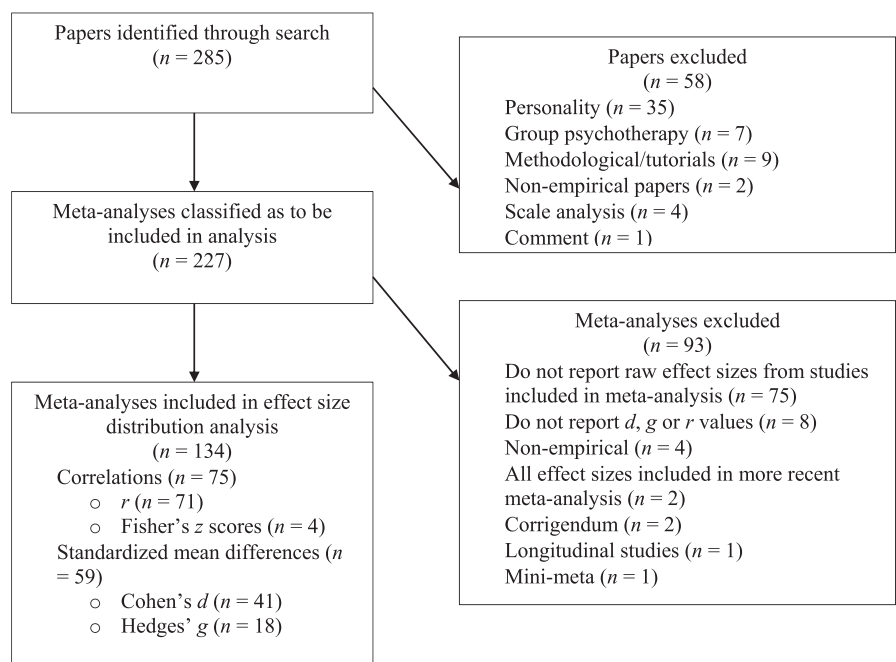 Papers identified through search
(n = 285)
Papers excluded
(n = 58)
Personality (n = 35)
Group psychotherapy (n = 7)
Methodological/tutorials (n = 9)
Non-empirical papers (n = 2)
Scale analysis (n = 4)
Comment (n = 1)
Meta-analyses classified as to be
included in analysis
(n = 227)
Meta-analyses excluded
(n = 93)
Do not report raw effect sizes from studies
included in meta-analysis (n = 75)
Do not report d, g or r values (n = 8)
Non-empirical (n = 4)
All effect sizes included in more recent
meta-analysis (n = 2)
Corrigendum (n = 2)
Longitudinal studies (n = 1)
Mini-meta (n = 1)
Meta-analyses included in effect size
distribution analysis
(n = 134)
Correlations (n = 75)
o r (n = 71)
o Fisher's z scores (n = 4)
Standardized mean differences (n
= 59)
o Cohen's d (n = 41)
o Hedges' g (n = 18)